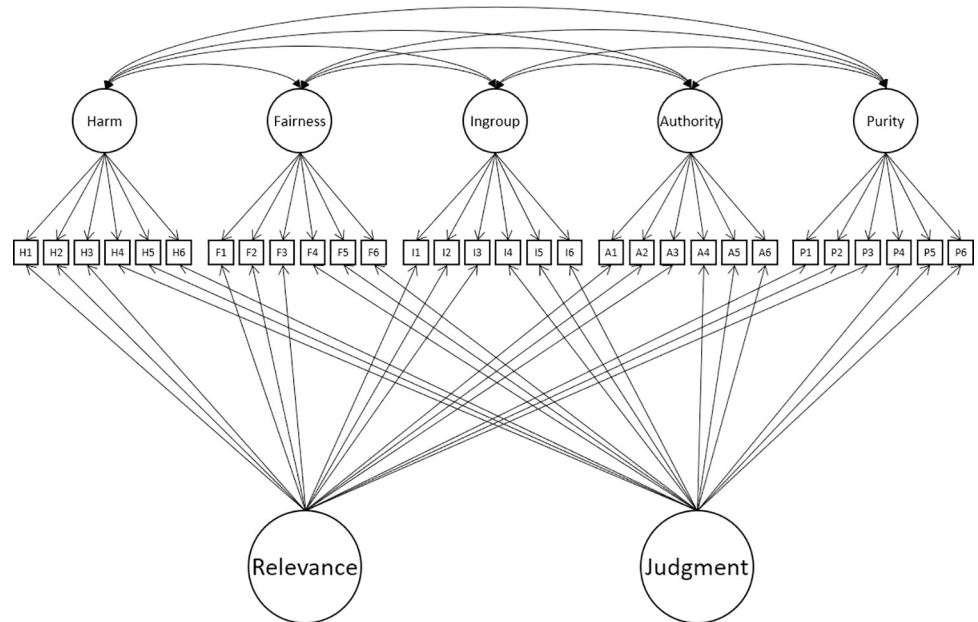 Harm Fairness Ingroup Authority Purity
H1 H2 H3 H4 H5 H6 F1 F2 F3 F4 F5 F6 I1 I2 I3 I4 I5 I6 A1 A2 A3 A4 A5 A6 P1 P2 P3 P4 P5 P6
Relevance Judgment